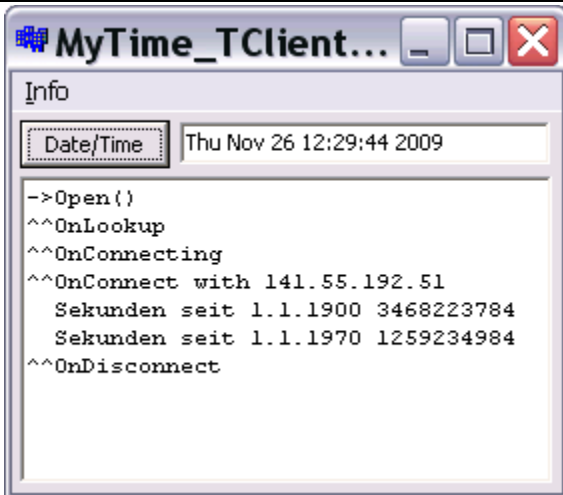 MyTime_TClient...
Info
Date/Time Thu Nov 26 12:29:44 2009
->Open()
^^OnLookup
^^OnConnecting
^^OnConnect with 141.55.192.51
Sekunden seit 1.1.1900 3468223784
Sekunden seit 1.1.1970 1259234984
^^OnDisconnect